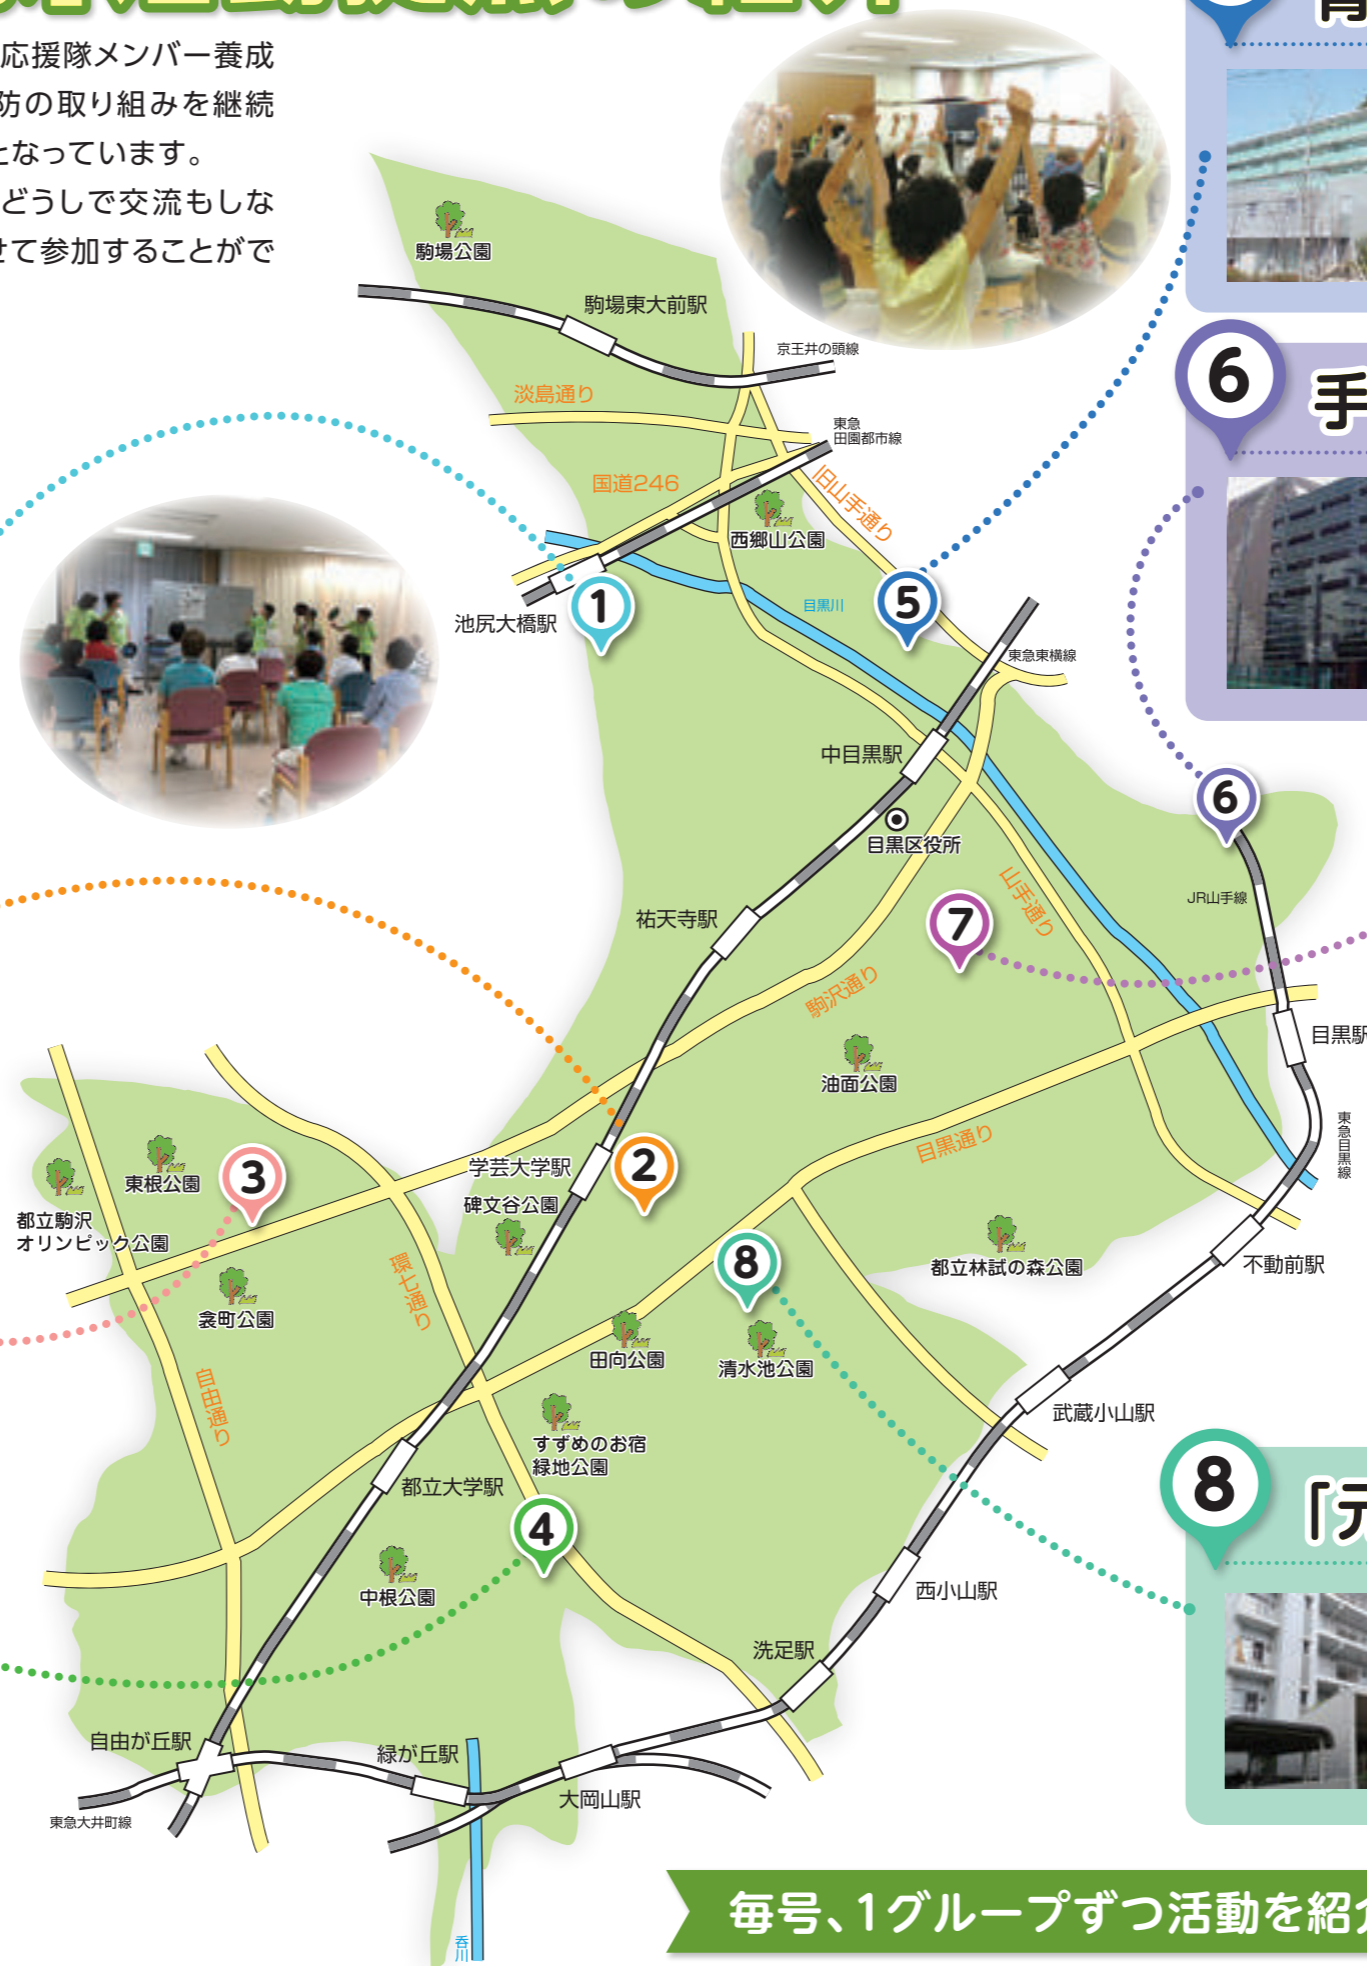 応援隊メンバー養成
防の取り組みを継続
となっています。
どうしで交流もしな
せて参加することがで
駒場公園
駒場東大前駅
京王井の頭線
淡島通り
東急
田園都市線
国道246
旧山手通り
西郷山公園
池尻大橋駅
1
目黒川
5
東急東横線
6
手
中目黒駅
目黒区役所
6
JR山手線
山手通り
7
祐天寺駅
駒沢通り
目黒駅
油面公園
目黒通り
東急目黒線
学芸大学駅
2
碑文谷公園
東根公園
3
都立駒沢
オリンピック公園
衾町公園
環七通り
自由通り
8
都立林試の森公園
不動前駅
田向公園
清水池公園
すずめのお宿
緑地公園
武蔵小山駅
都立大学駅
4
中根公園
8
「元
西小山駅
洗足駅
自由が丘駅
緑が丘駅
大岡山駅
東急大井町線
呑川
毎号、1グループずつ活動を紹介